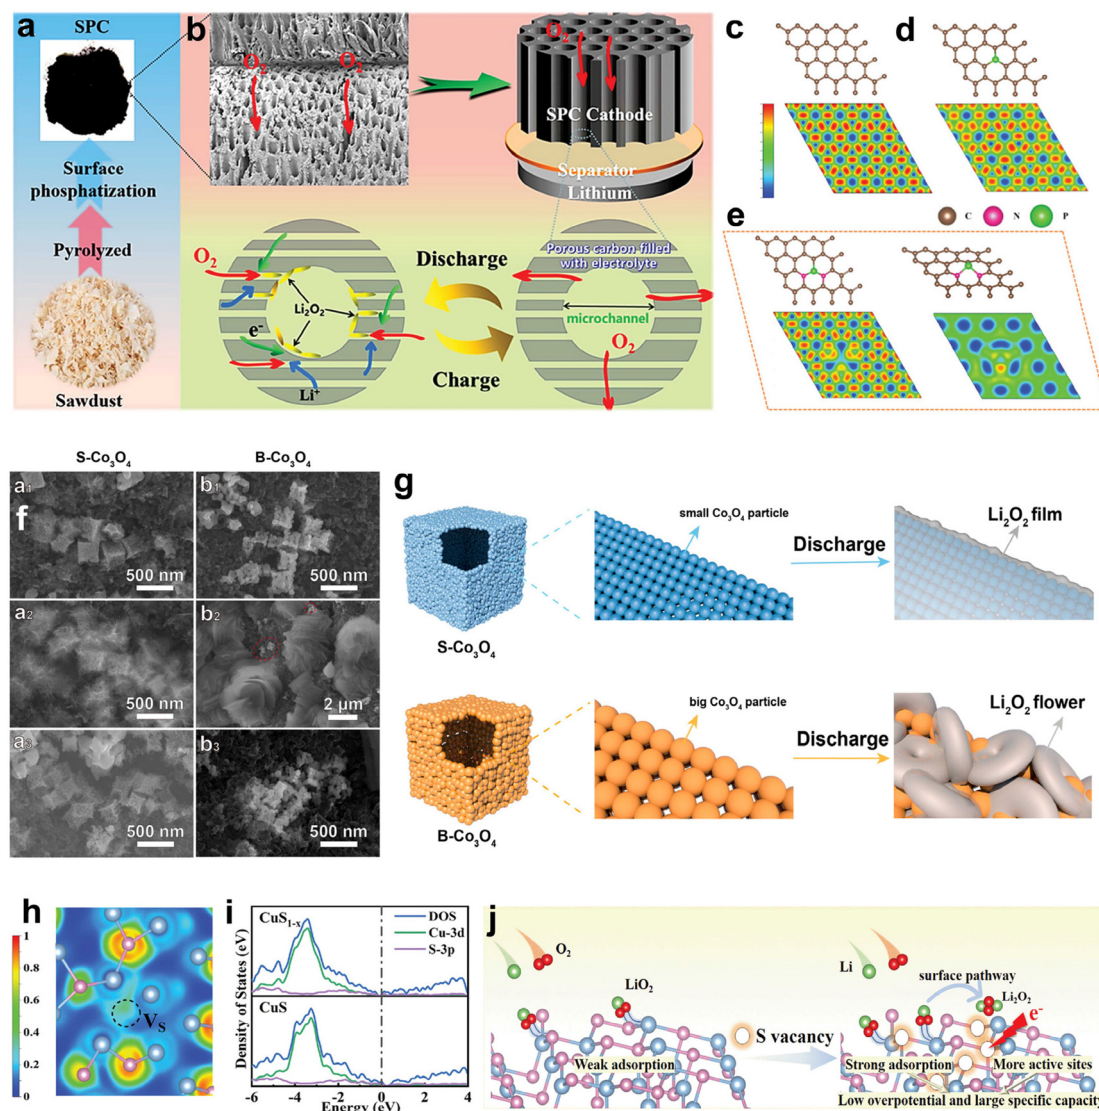 a
SPC
Surface
phosphatization
Pyrolyzed
Sawdust
b
O₂
O₂
O₂
SPC Cathode
Separator
Lithium
Porous carbon filled
with electrolyte
O₂
Li₂O₂
e⁻
Li⁺
Discharge
Charge
microchannel
O₂
c
d
e
C
N
P
S-Co₃O₄
B-Co₃O₄
a₁
f
500 nm
b₁
500 nm
a₂
500 nm
b₂
2 μm
a₃
500 nm
b₃
500 nm
g
S-Co₃O₄
small Co₃O₄ particle
Discharge
Li₂O₂ film
B-Co₃O₄
big Co₃O₄ particle
Discharge
Li₂O₂ flower
h
1
0.8
0.6
0.4
0.2
0
V_S
i
Density of States (eV)
CuS₁₋ₓ
DOS
Cu-3d
S-3p
CuS
-6
-4
-2
0
2
4
Energy (eV)
j
Li
O₂
LiO₂
Weak adsorption
S vacancy
Li
O₂
surface pathway
Li₂O₂
e⁻
Strong adsorption
More active sites
Low overpotential and large specific capacity